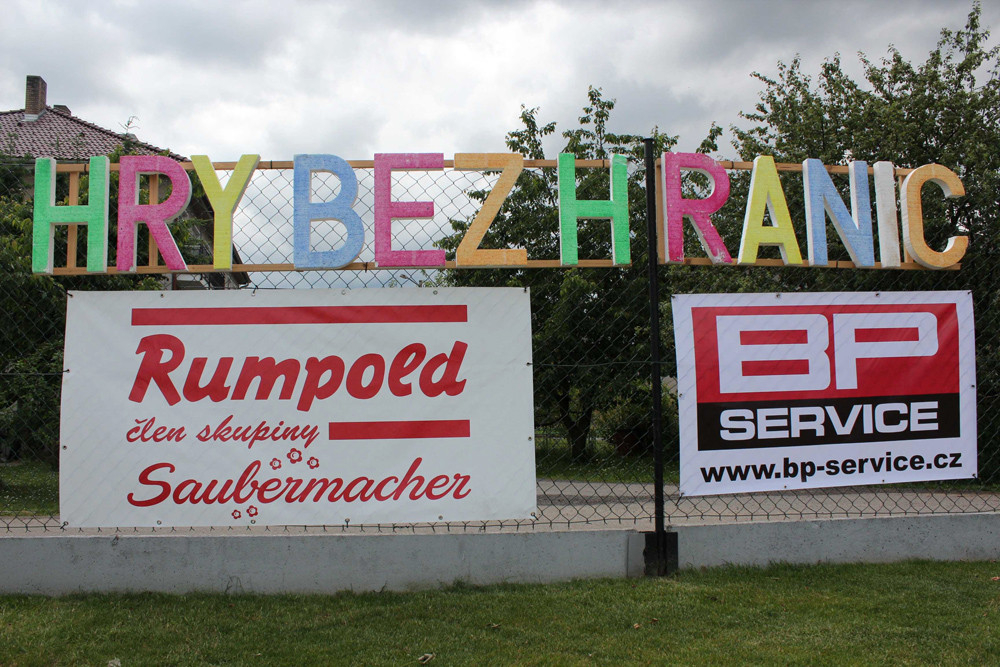 HRY BEZ HRANIC
Rumpold
člen skupiny
Saubermacher
BP
SERVICE
www.bp-service.cz